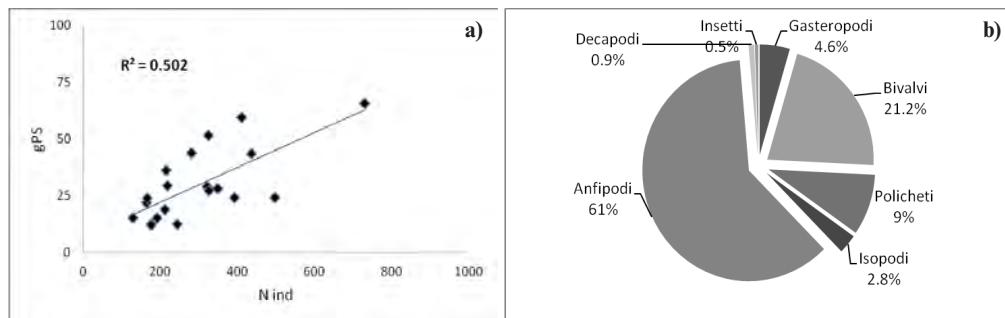 a)
R² = 0.502
gPS
100
75
50
25
0
0 200 400 600 800 1000
N ind
b)
Insetti
0.5%
Gasteropodi
4.6%
Decapodi
0.9%
Bivalvi
21.2%
Anfipodi
61%
Policheti
9%
Isopodi
2.8%